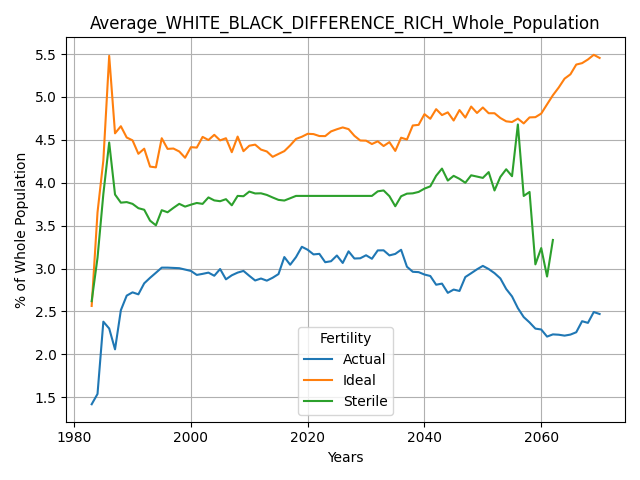 Average_WHITE_BLACK_DIFFERENCE_RICH_Whole_Population
% of Whole Population
5.5
5.0
4.5
4.0
3.5
3.0
2.5
2.0
1.5
Fertility
Actual
Ideal
Sterile
1980
2000
2020
2040
2060
Years